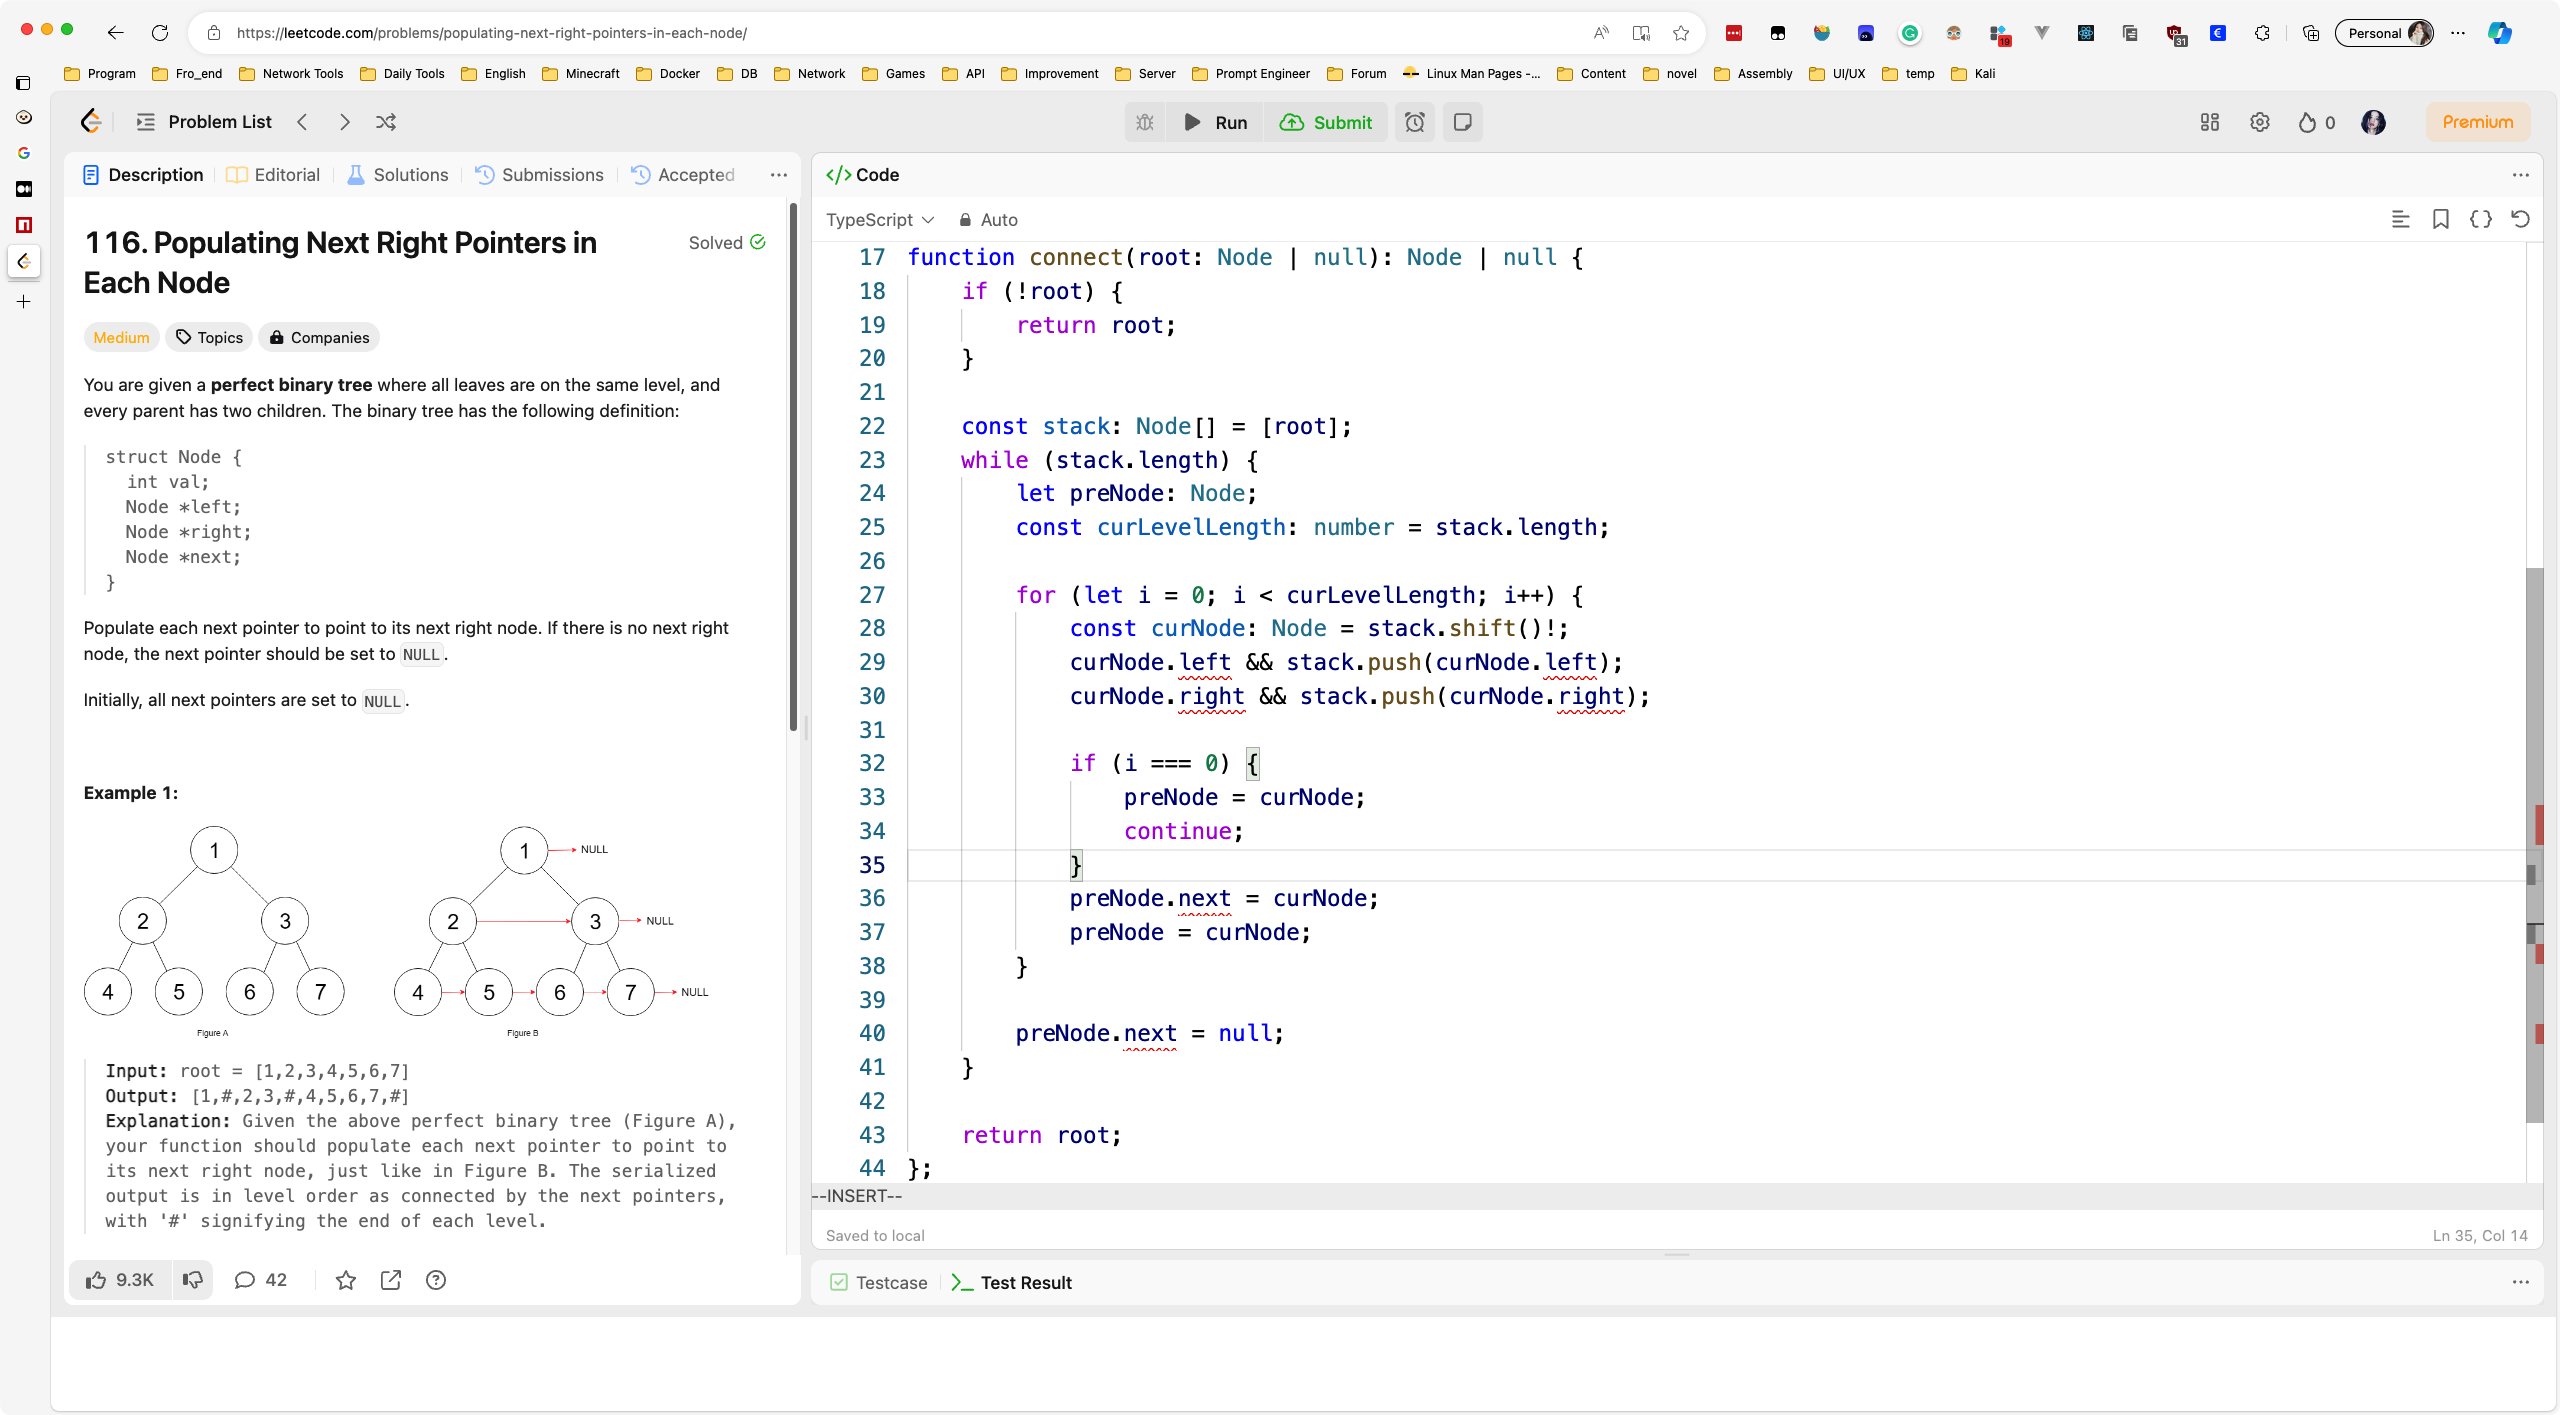 https://leetcode.com/problems/populating-next-right-pointers-in-each-node/
19
31
Personal
Program Fro_end Network Tools Daily Tools English Minecraft Docker DB Network Games API Improvement Server Prompt Engineer Forum Linux Man Pages -... Content novel Assembly UI/UX temp Kali
Problem List
Run Submit
0
Premium
Description Editorial Solutions Submissions Accepted
116. Populating Next Right Pointers in
Each Node
Solved
Medium Topics Companies
You are given a perfect binary tree where all leaves are on the same level, and
every parent has two children. The binary tree has the following definition:
struct Node {
int val;
Node *left;
Node *right;
Node *next;
}
Populate each next pointer to point to its next right node. If there is no next right
node, the next pointer should be set to NULL.
Initially, all next pointers are set to NULL.
Example 1:
1 1 NULL
2 3 2 3 NULL
4 5 6 7 4 5 6 7 NULL
Figure A Figure B
Input: root = [1,2,3,4,5,6,7]
Output: [1,#,2,3,#,4,5,6,7,#]
Explanation: Given the above perfect binary tree (Figure A),
your function should populate each next pointer to point to
its next right node, just like in Figure B. The serialized
output is in level order as connected by the next pointers,
with '#' signifying the end of each level.
9.3K 42
</> Code
TypeScript Auto
17 function connect(root: Node | null): Node | null {
18 if (!root) {
19 return root;
20 }
21
22 const stack: Node[] = [root];
23 while (stack.length) {
24 let preNode: Node;
25 const curLevelLength: number = stack.length;
26
27 for (let i = 0; i < curLevelLength; i++) {
28 const curNode: Node = stack.shift()!;
29 curNode.left && stack.push(curNode.left);
30 curNode.right && stack.push(curNode.right);
31
32 if (i === 0) {
33 preNode = curNode;
34 continue;
35 }
36 preNode.next = curNode;
37 preNode = curNode;
38 }
39
40 preNode.next = null;
41 }
42
43 return root;
44 };
--INSERT--
Saved to local
Ln 35, Col 14
Testcase Test Result